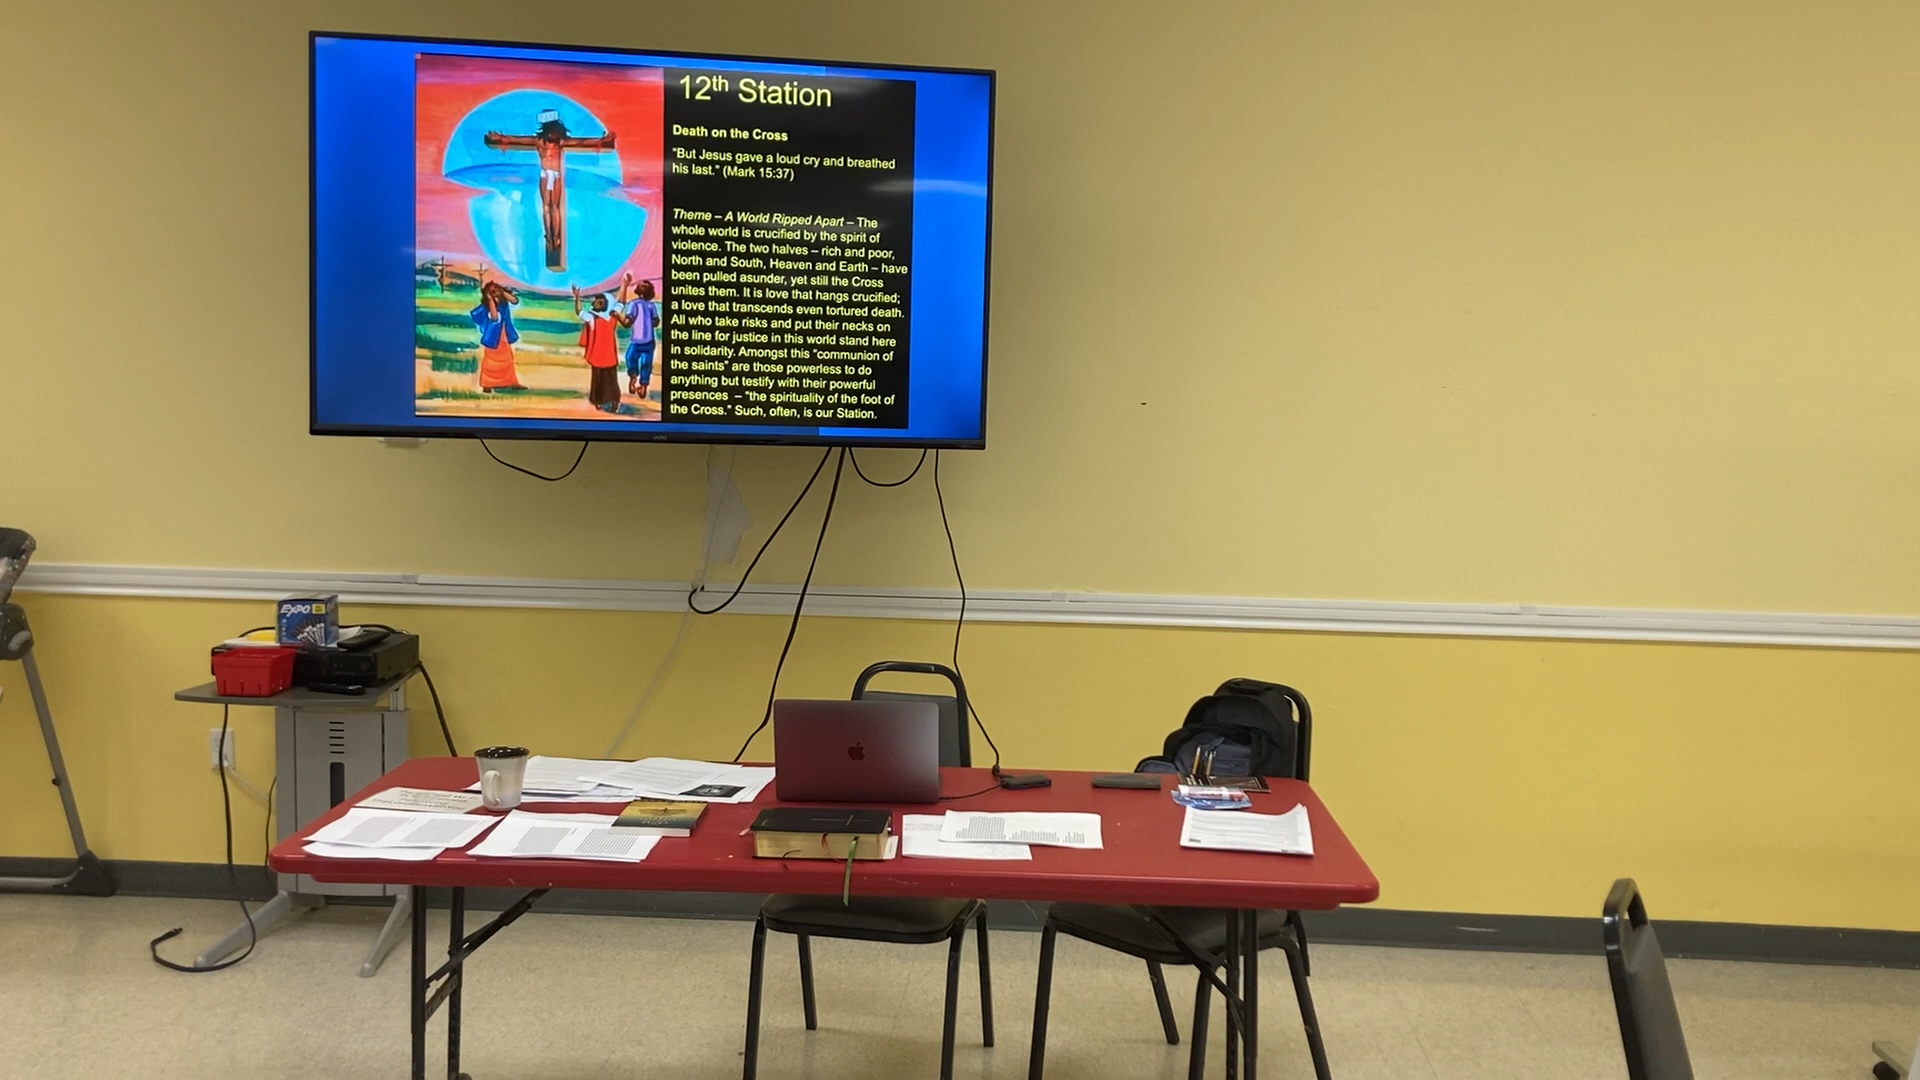 12th Station
Death on the Cross
"But Jesus gave a loud cry and breathed
his last." (Mark 15:37)
Theme – A World Ripped Apart – The
whole world is crucified by the spirit of
violence. The two halves – rich and poor,
North and South, Heaven and Earth – have
been pulled asunder, yet still the Cross
unites them. It is love that hangs crucified;
a love that transcends even tortured death.
All who take risks and put their necks on
the line for justice in this world stand here
in solidarity. Amongst this "communion of
the saints" are those powerless to do
anything but testify with their powerful
presences – "the spirituality of the foot of
the Cross." Such, often, is our Station.
EXPO